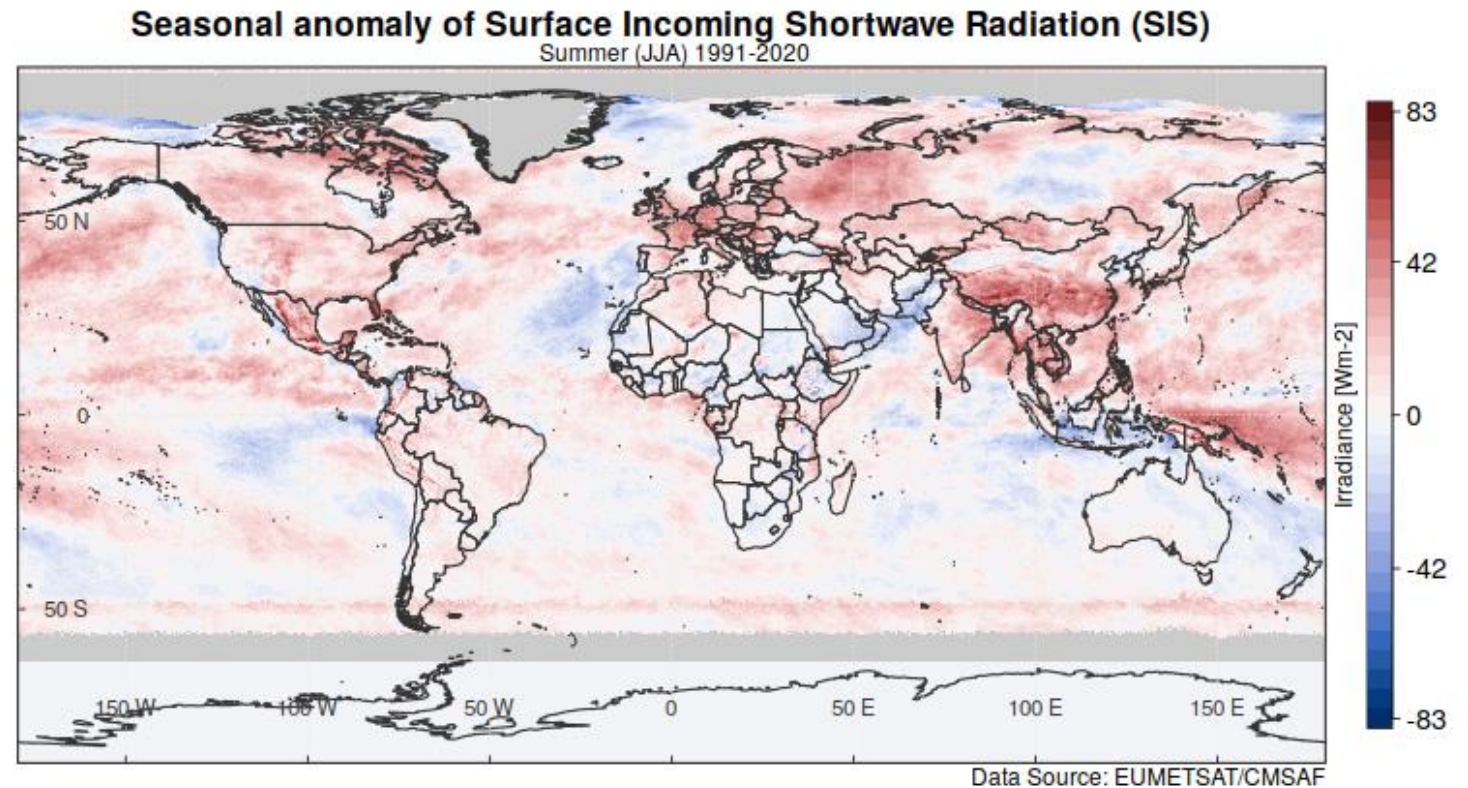 Seasonal anomaly of Surface Incoming Shortwave Radiation (SIS)
Summer (JJA) 1991-2020
83
50 N
42
Irradiance [Wm-2]
0
0
-42
50 S
150 W
100 W
50 W
0
50 E
100 E
150 E
-83
Data Source: EUMETSAT/CMSAF